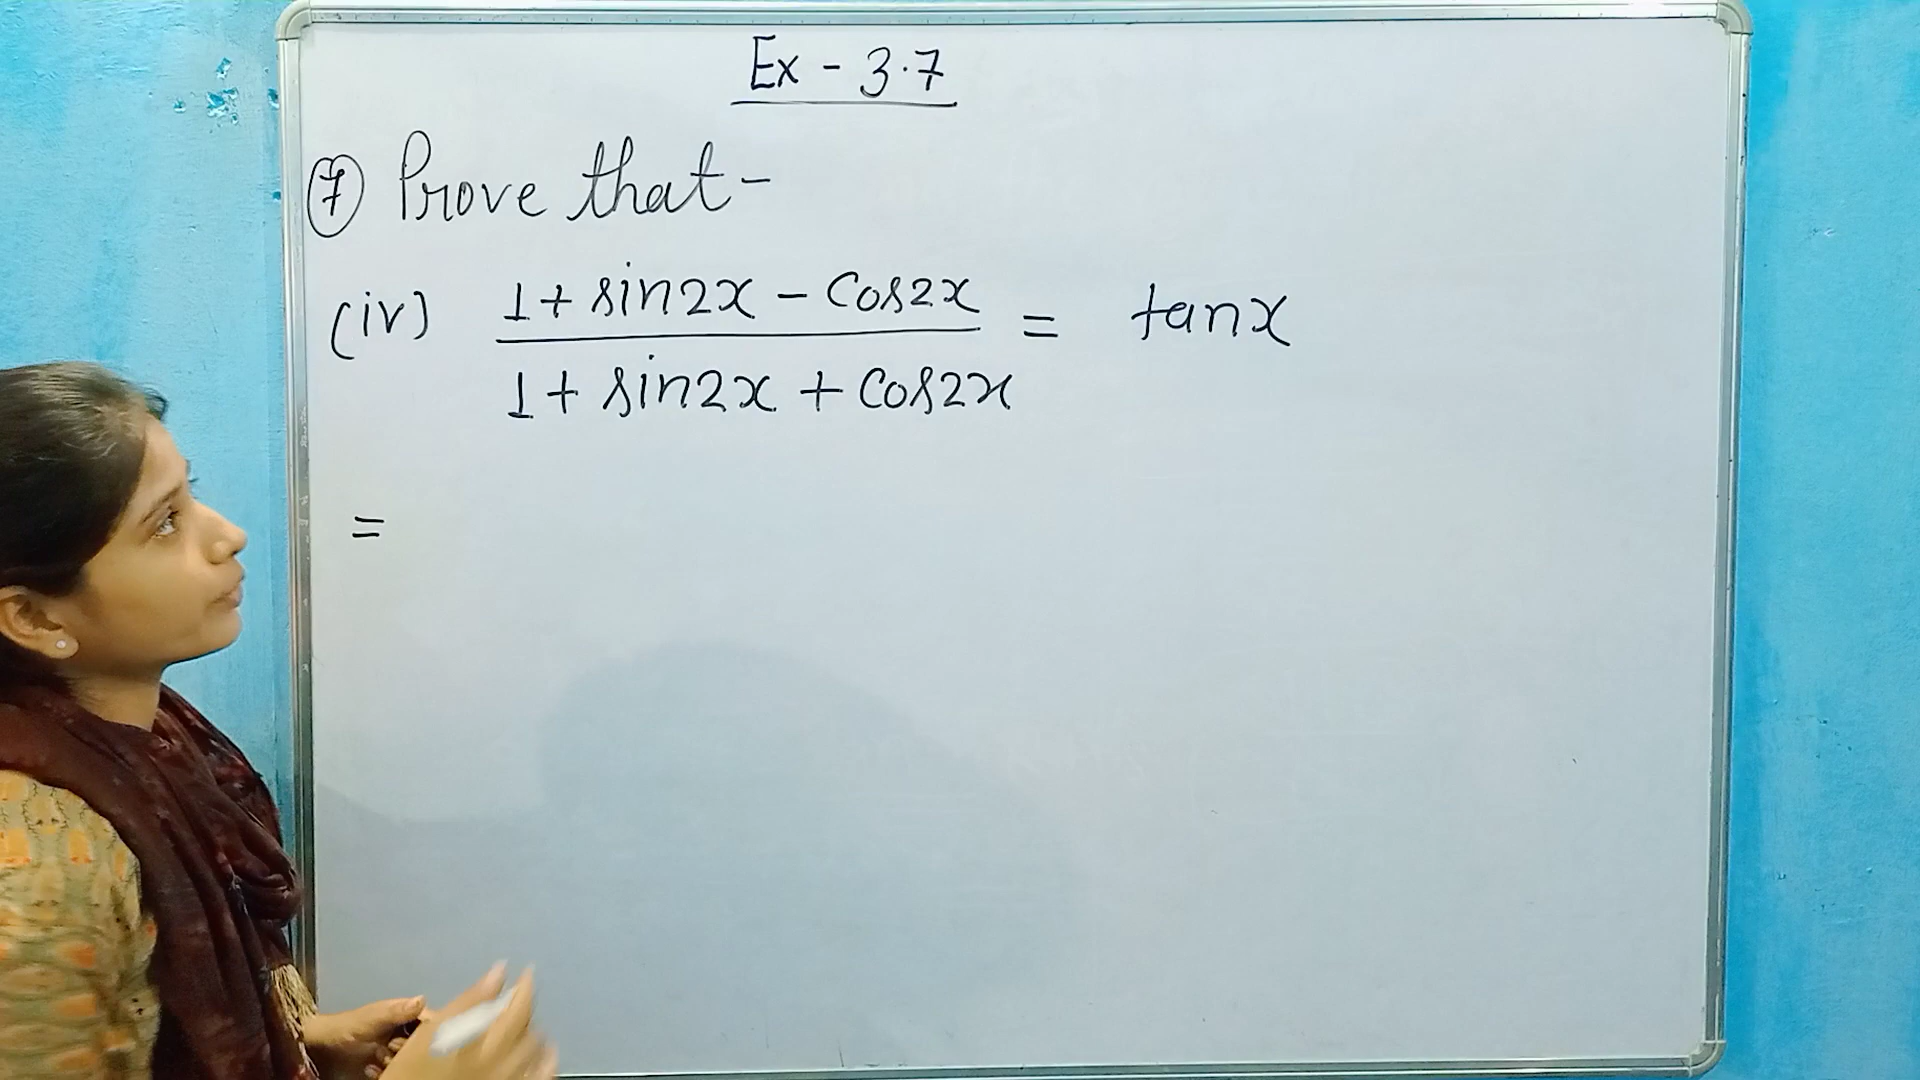 Ex - 3.7
⑦ Prove that -
(iv) (1 + sin2x - Cos2x) / (1 + sin2x + Cos2x) = tanx
=